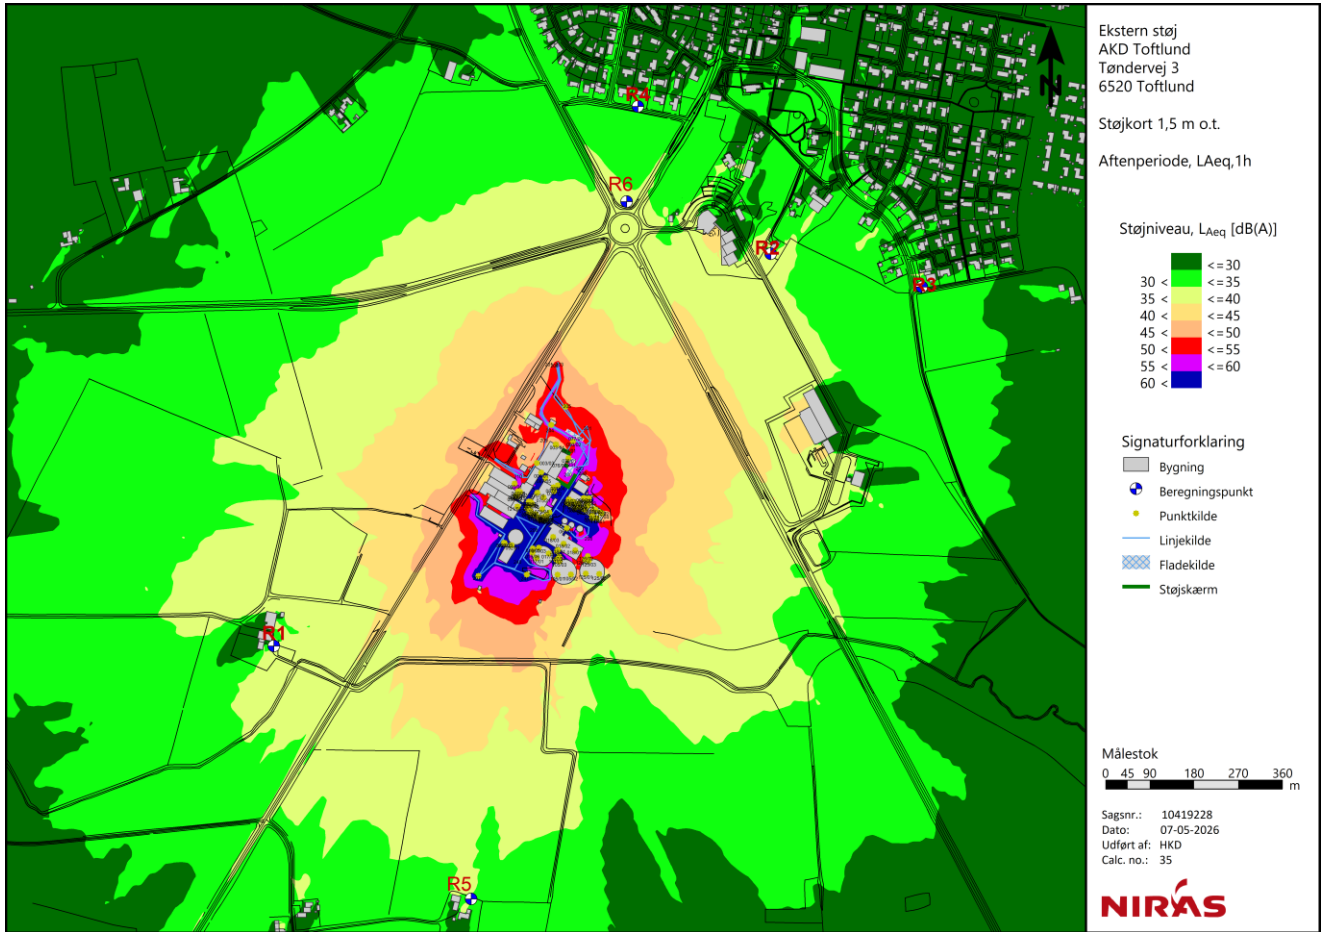 Ekstern støj
AKD Toftlund
Tøndervej 3
6520 Toftlund
Støjkort 1,5 m o.t.
Aftenperiode, LAeq,1h
Støjniveau, LAeq [dB(A)]
<=30
30 < <=35
35 < <=40
40 < <=45
45 < <=50
50 < <=55
55 < <=60
60 <
Signaturforklaring
Bygning
Beregningspunkt
Punktkilde
Linjekilde
Fladekilde
Støjskærm
Målestok
0 45 90 180 270 360
m
Sagsnr.: 10419228
Dato: 07-05-2026
Udført af: HKD
Calc. no.: 35
NIRAS
N
R4
R6
R2
R3
R1
R5